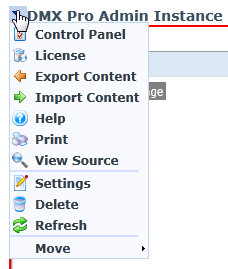 DMX Pro Admin Instance
Control Panel
License
Export Content
Import Content
age
Help
Print
View Source
Settings
Delete
Refresh
Move